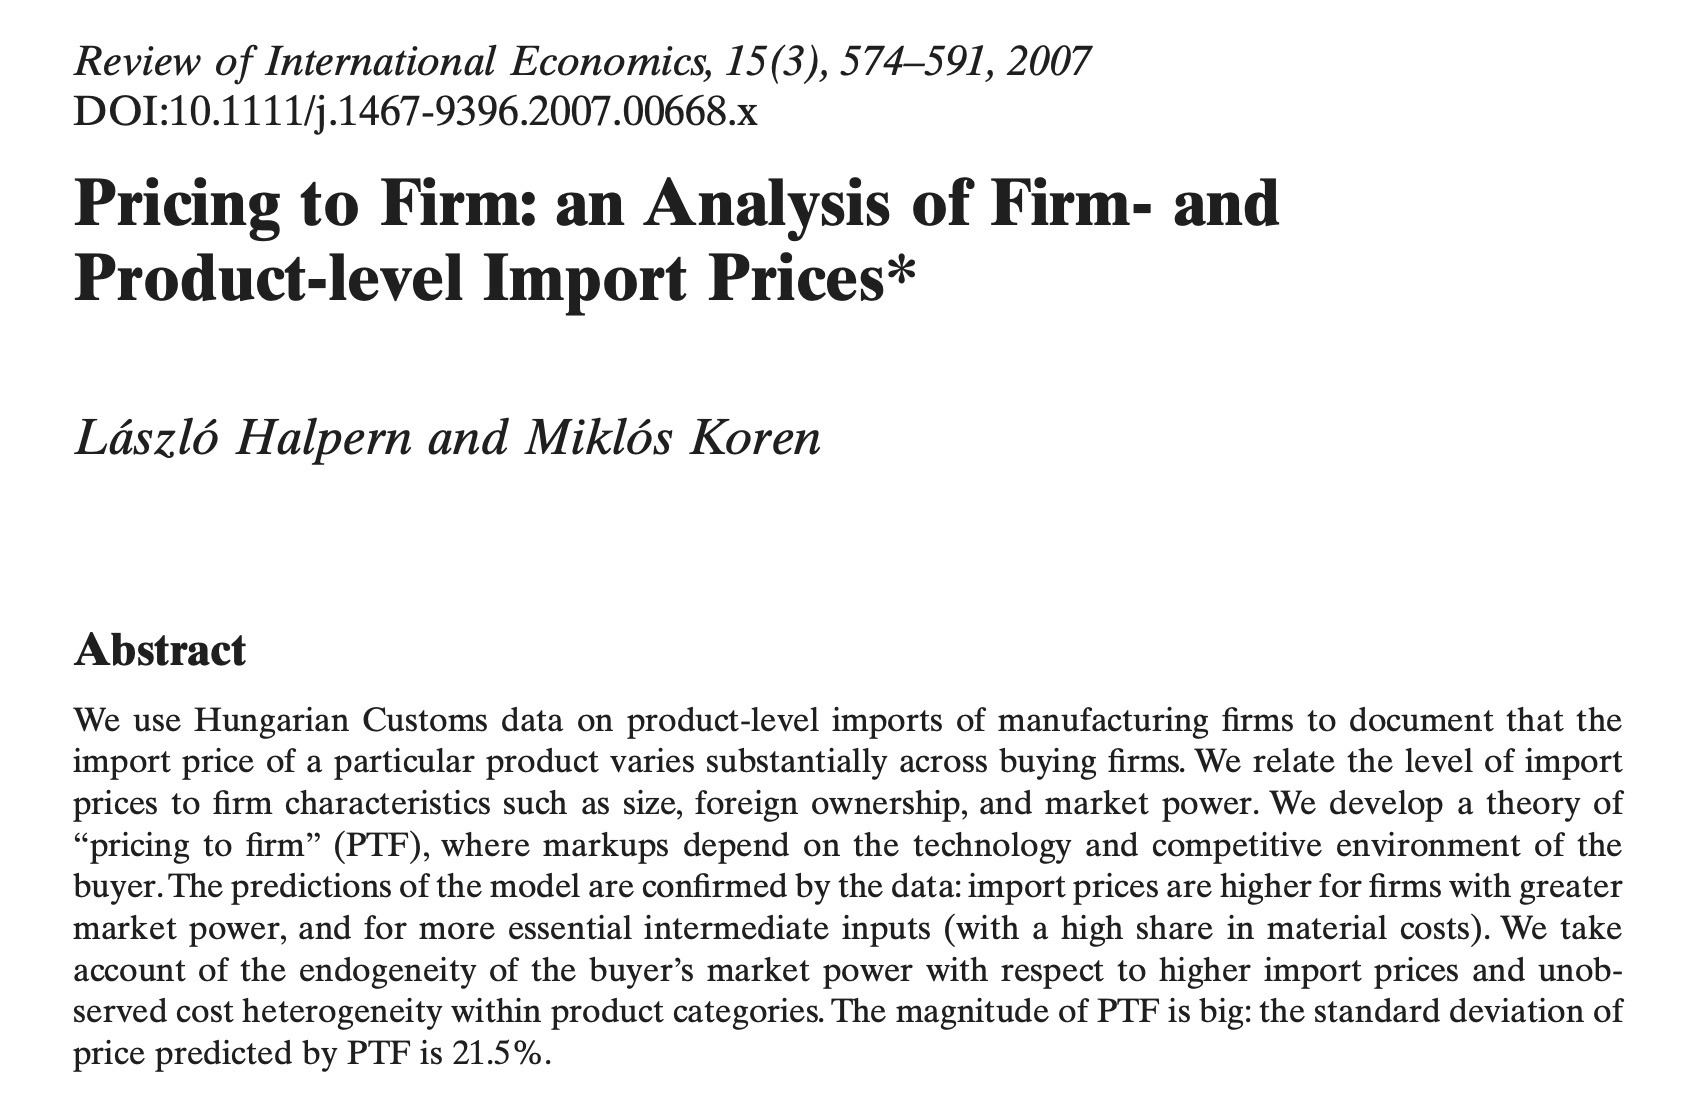 Review of International Economics, 15(3), 574–591, 2007
DOI:10.1111/j.1467-9396.2007.00668.x
Pricing to Firm: an Analysis of Firm- and
Product-level Import Prices*
László Halpern and Miklós Koren
Abstract
We use Hungarian Customs data on product-level imports of manufacturing firms to document that the
import price of a particular product varies substantially across buying firms. We relate the level of import
prices to firm characteristics such as size, foreign ownership, and market power. We develop a theory of
“pricing to firm” (PTF), where markups depend on the technology and competitive environment of the
buyer. The predictions of the model are confirmed by the data: import prices are higher for firms with greater
market power, and for more essential intermediate inputs (with a high share in material costs). We take
account of the endogeneity of the buyer’s market power with respect to higher import prices and unob-
served cost heterogeneity within product categories. The magnitude of PTF is big: the standard deviation of
price predicted by PTF is 21.5%.